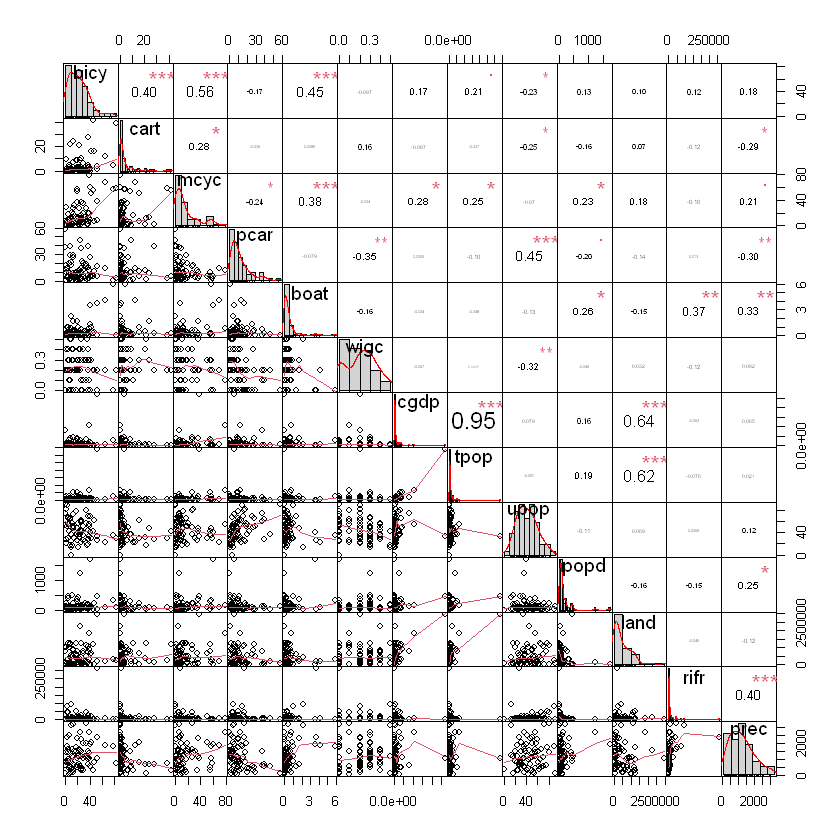 0 20 0 30 60 0.0 0.3 0.0e+00 0 1000 0 250000
bicy *** 0.40 *** 0.56 -0.17 *** 0.45 0.17 . 0.21 * -0.23 0.13 0.10 0.12 0.18 0 40
0 20 cart * 0.28 0.16 * -0.25 -0.16 -0.12 * -0.29
mcyc * -0.24 *** 0.38 * 0.28 * 0.25 -0.07 * 0.23 0.18 -0.10 . 0.21 0 40 80
0 30 60 pcar -0.079 ** -0.35 -0.10 *** 0.45 . -0.20 -0.14 ** -0.30
boat -0.16 -0.13 * 0.26 -0.15 ** 0.37 ** 0.33 0 3 6
0.0 0.3 wigc ** -0.32 -0.12
cgdp *** 0.95 0.16 *** 0.64 0.0e+00
0.0e+00 tpop 0.19 *** 0.62
upop -0.11 0.12 0 40
0 1000 popd -0.16 -0.15 * 0.25
land -0.12 0 2500000
0 250000 rifr *** 0.40
prec 0 2000
0 40 0 40 80 0 3 6 0.0e+00 0 40 0 2500000 0 2000